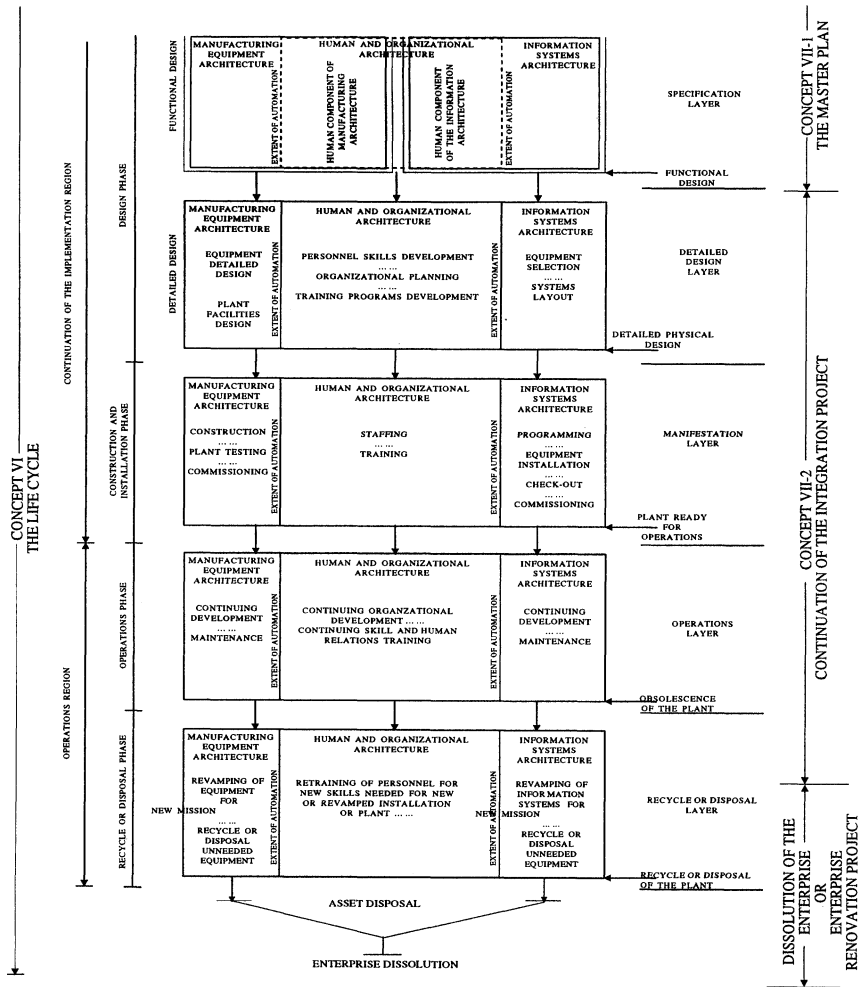 CONCEPT VI
THE LIFE CYCLE
CONTINUATION OF THE IMPLEMENTATION REGION
OPERATIONS REGION
DESIGN PHASE
CONSTRUCTION AND
INSTALLATION PHASE
OPERATIONS PHASE
RECYCLE OR DISPOSAL PHASE
FUNCTIONAL DESIGN
MANUFACTURING
EQUIPMENT
ARCHITECTURE
EXTENT OF AUTOMATION
HUMAN AND ORGANIZATIONAL
ARCHITECTURE
HUMAN COMPONENT OF
MANUFACTURING
ARCHITECTURE
HUMAN COMPONENT
OF THE INFORMATION
ARCHITECTURE
EXTENT OF AUTOMATION
INFORMATION
SYSTEMS
ARCHITECTURE
SPECIFICATION
LAYER
FUNCTIONAL
DESIGN
DETAILED DESIGN
MANUFACTURING
EQUIPMENT
ARCHITECTURE
EQUIPMENT
DETAILED
DESIGN
PLANT
FACILITIES
DESIGN
EXTENT OF AUTOMATION
HUMAN AND ORGANIZATIONAL
ARCHITECTURE
PERSONNEL SKILLS DEVELOPMENT
... ...
ORGANIZATIONAL PLANNING
... ...
TRAINING PROGRAMS DEVELOPMENT
EXTENT OF AUTOMATION
INFORMATION
SYSTEMS
ARCHITECTURE
EQUIPMENT
SELECTION
... ...
SYSTEMS
LAYOUT
DETAILED
DESIGN
LAYER
DETAILED PHYSICAL
DESIGN
MANUFACTURING
EQUIPMENT
ARCHITECTURE
CONSTRUCTION
... ...
PLANT TESTING
... ...
COMMISSIONING
EXTENT OF AUTOMATION
HUMAN AND ORGANIZATIONAL
ARCHITECTURE
STAFFING
... ...
TRAINING
EXTENT OF AUTOMATION
INFORMATION
SYSTEMS
ARCHITECTURE
PROGRAMMING
... ...
EQUIPMENT
INSTALLATION
... ...
CHECK-OUT
... ...
COMMISSIONING
MANIFESTATION
LAYER
PLANT READY
FOR
OPERATIONS
MANUFACTURING
EQUIPMENT
ARCHITECTURE
CONTINUING
DEVELOPMENT
... ...
MAINTENANCE
EXTENT OF AUTOMATION
HUMAN AND ORGANIZATIONAL
ARCHITECTURE
CONTINUING ORGANZATIONAL
DEVELOPMENT ... ...
CONTINUING SKILL AND HUMAN
RELATIONS TRAINING
EXTENT OF AUTOMATION
INFORMATION
SYSTEMS
ARCHITECTURE
CONTINUING
DEVELOPMENT
... ...
MAINTENANCE
OPERATIONS
LAYER
OBSOLESCENCE
OF THE PLANT
MANUFACTURING
EQUIPMENT
ARCHITECTURE
REVAMPING OF
EQUIPMENT
FOR
NEW MISSION
... ...
RECYCLE OR
DISPOSAL
UNNEEDED
EQUIPMENT
EXTENT OF AUTOMATION
HUMAN AND ORGANIZATIONAL
ARCHITECTURE
RETRAINING OF PERSONNEL FOR
NEW SKILLS NEEDED FOR NEW
OR REVAMPED INSTALLATION
OR PLANT ... ...
EXTENT OF AUTOMATION
INFORMATION
SYSTEMS
ARCHITECTURE
REVAMPING OF
INFORMATION
SYSTEMS FOR
NEW MISSION
... ...
RECYCLE OR
DISPOSAL
UNNEEDED
EQUIPMENT
RECYCLE OR DISPOSAL
LAYER
RECYCLE OR DISPOSAL
OF THE PLANT
ASSET DISPOSAL
ENTERPRISE DISSOLUTION
CONCEPT VII-1
THE MASTER PLAN
CONCEPT VII-2
CONTINUATION OF THE INTEGRATION PROJECT
DISSOLUTION OF THE
ENTERPRISE
OR
ENTERPRISE
RENOVATION PROJECT